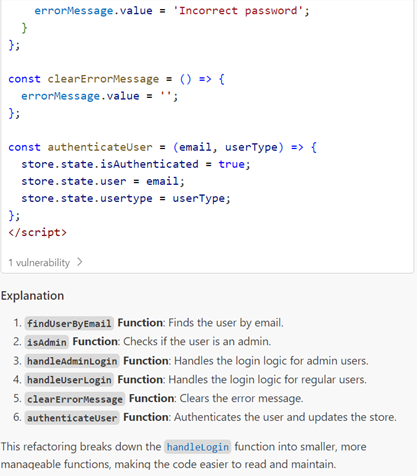 errorMessage.value = 'Incorrect password';
}
};
const clearErrorMessage = () => {
errorMessage.value = '';
};
const authenticateUser = (email, userType) => {
store.state.isAuthenticated = true;
store.state.user = email;
store.state.usertype = userType;
};
</script>
1 vulnerability >
Explanation
1. findUserByEmail Function: Finds the user by email.
2. isAdmin Function: Checks if the user is an admin.
3. handleAdminLogin Function: Handles the login logic for admin users.
4. handleUserLogin Function: Handles the login logic for regular users.
5. clearErrorMessage Function: Clears the error message.
6. authenticateUser Function: Authenticates the user and updates the store.
This refactoring breaks down the handleLogin function into smaller, more
manageable functions, making the code easier to read and maintain.